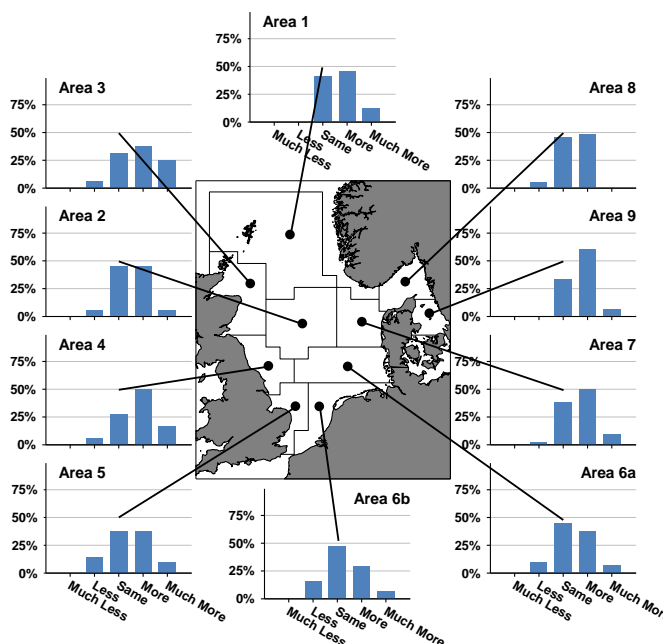 Area 1
75%
50%
25%
0%
Much Less
Less
Same
More
Much More
Area 3
75%
50%
25%
0%
Area 8
75%
50%
25%
0%
Area 2
75%
50%
25%
0%
Area 9
75%
50%
25%
0%
Area 4
75%
50%
25%
0%
Area 7
75%
50%
25%
0%
Area 5
75%
50%
25%
0%
Much Less
Less
Same
More
Much More
Area 6b
75%
50%
25%
0%
Much Less
Less
Same
More
Much More
Area 6a
75%
50%
25%
0%
Much Less
Less
Same
More
Much More